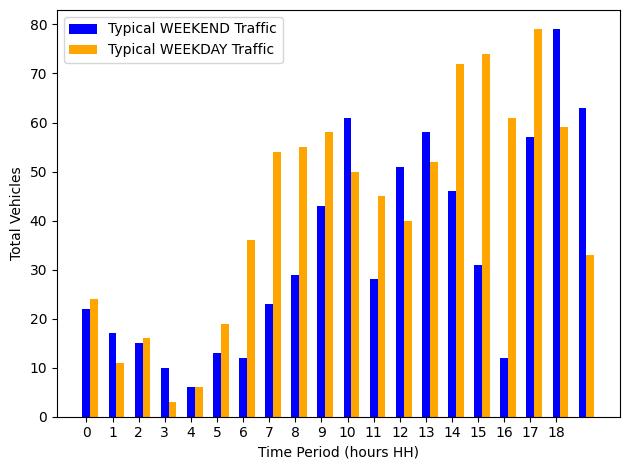 Typical WEEKEND Traffic
Typical WEEKDAY Traffic
80
70
60
50
40
30
20
10
0
Total Vehicles
0 1 2 3 4 5 6 7 8 9 10 11 12 13 14 15 16 17 18
Time Period (hours HH)